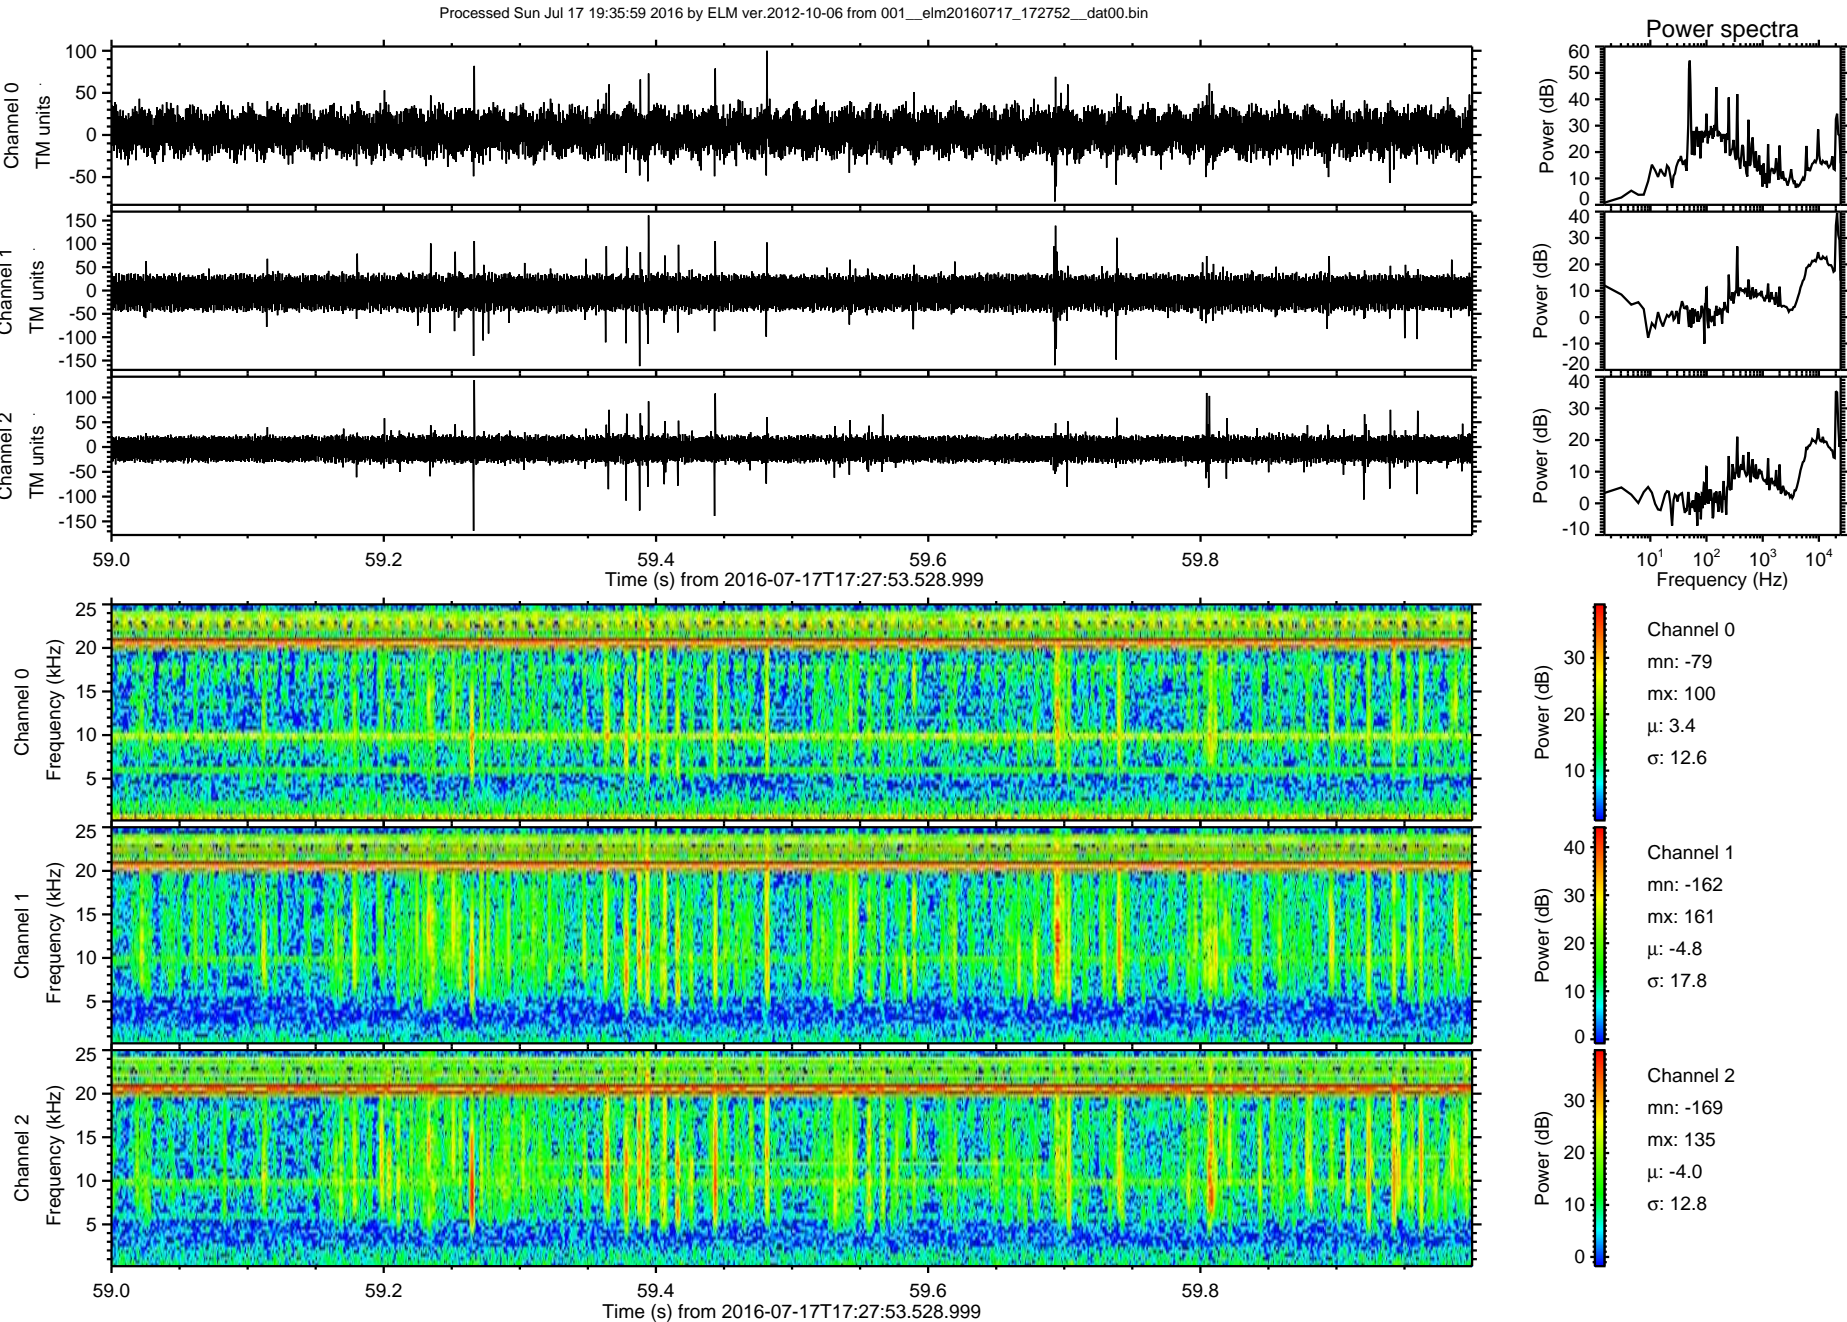 Processed Sun Jul 17 19:35:59 2016 by ELM ver.2012-10-06 from 001__elm20160717_172752__dat00.bin
Power spectra
Channel 0
TM units
100
50
0
-50
Power (dB)
60
50
40
30
20
10
0
Channel 1
TM units
150
100
50
0
-50
-100
-150
Power (dB)
40
30
20
10
0
-10
-20
Channel 2
TM units
100
50
0
-50
-100
-150
Power (dB)
40
30
20
10
0
-10
59.0 59.2 59.4 59.6 59.8
Time (s) from 2016-07-17T17:27:53.528.999
10^1 10^2 10^3 10^4
Frequency (Hz)
Channel 0
Frequency (kHz)
25
20
15
10
5
Power (dB)
30
20
10
Channel 0
mn: -79
mx: 100
μ: 3.4
σ: 12.6
Channel 1
Frequency (kHz)
25
20
15
10
5
Power (dB)
40
30
20
10
0
Channel 1
mn: -162
mx: 161
μ: -4.8
σ: 17.8
Channel 2
Frequency (kHz)
25
20
15
10
5
Power (dB)
30
20
10
0
Channel 2
mn: -169
mx: 135
μ: -4.0
σ: 12.8
59.0 59.2 59.4 59.6 59.8
Time (s) from 2016-07-17T17:27:53.528.999